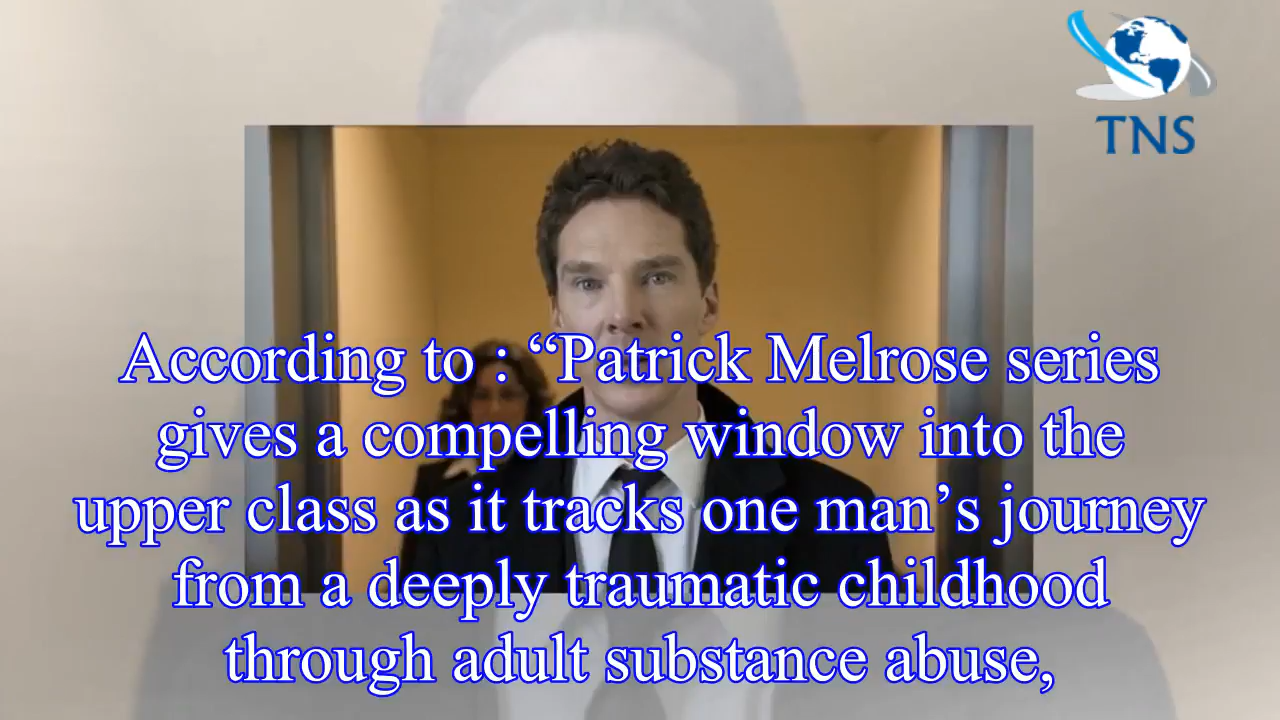 TNS
According to : “Patrick Melrose series
gives a compelling window into the
upper class as it tracks one man’s journey
from a deeply traumatic childhood
through adult substance abuse,